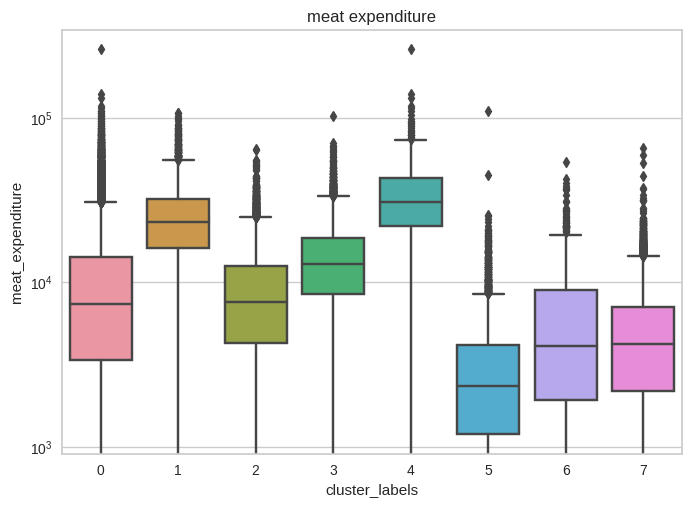 meat expenditure
meat_expenditure
10^5
10^4
10^3
0 1 2 3 4 5 6 7
cluster_labels